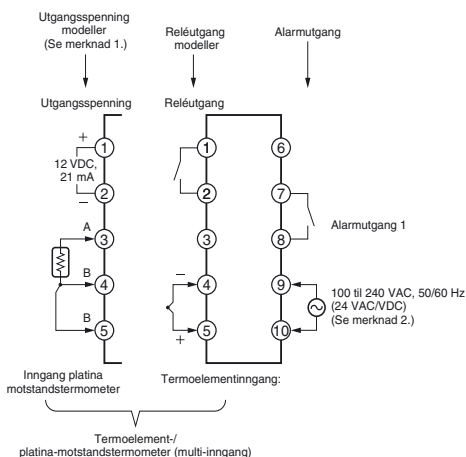 Utgangsspenning
modeller
(Se merknad 1.)
Reléutgang
modeller
Alarmutgang
Utgangsspenning
Reléutgang
+
12 VDC,
21 mA
−
A
B
B
1
2
3
4
5
1
2
3
4
5
−
+
6
7
8
9
10
Alarmutgang 1
100 til 240 VAC, 50/60 Hz
(24 VAC/VDC)
(Se merknad 2.)
Inngang platina
motstandstermometer
Termoelementinngang:
Termoelement-/
platina-motstandstermometer (multi-inngang)